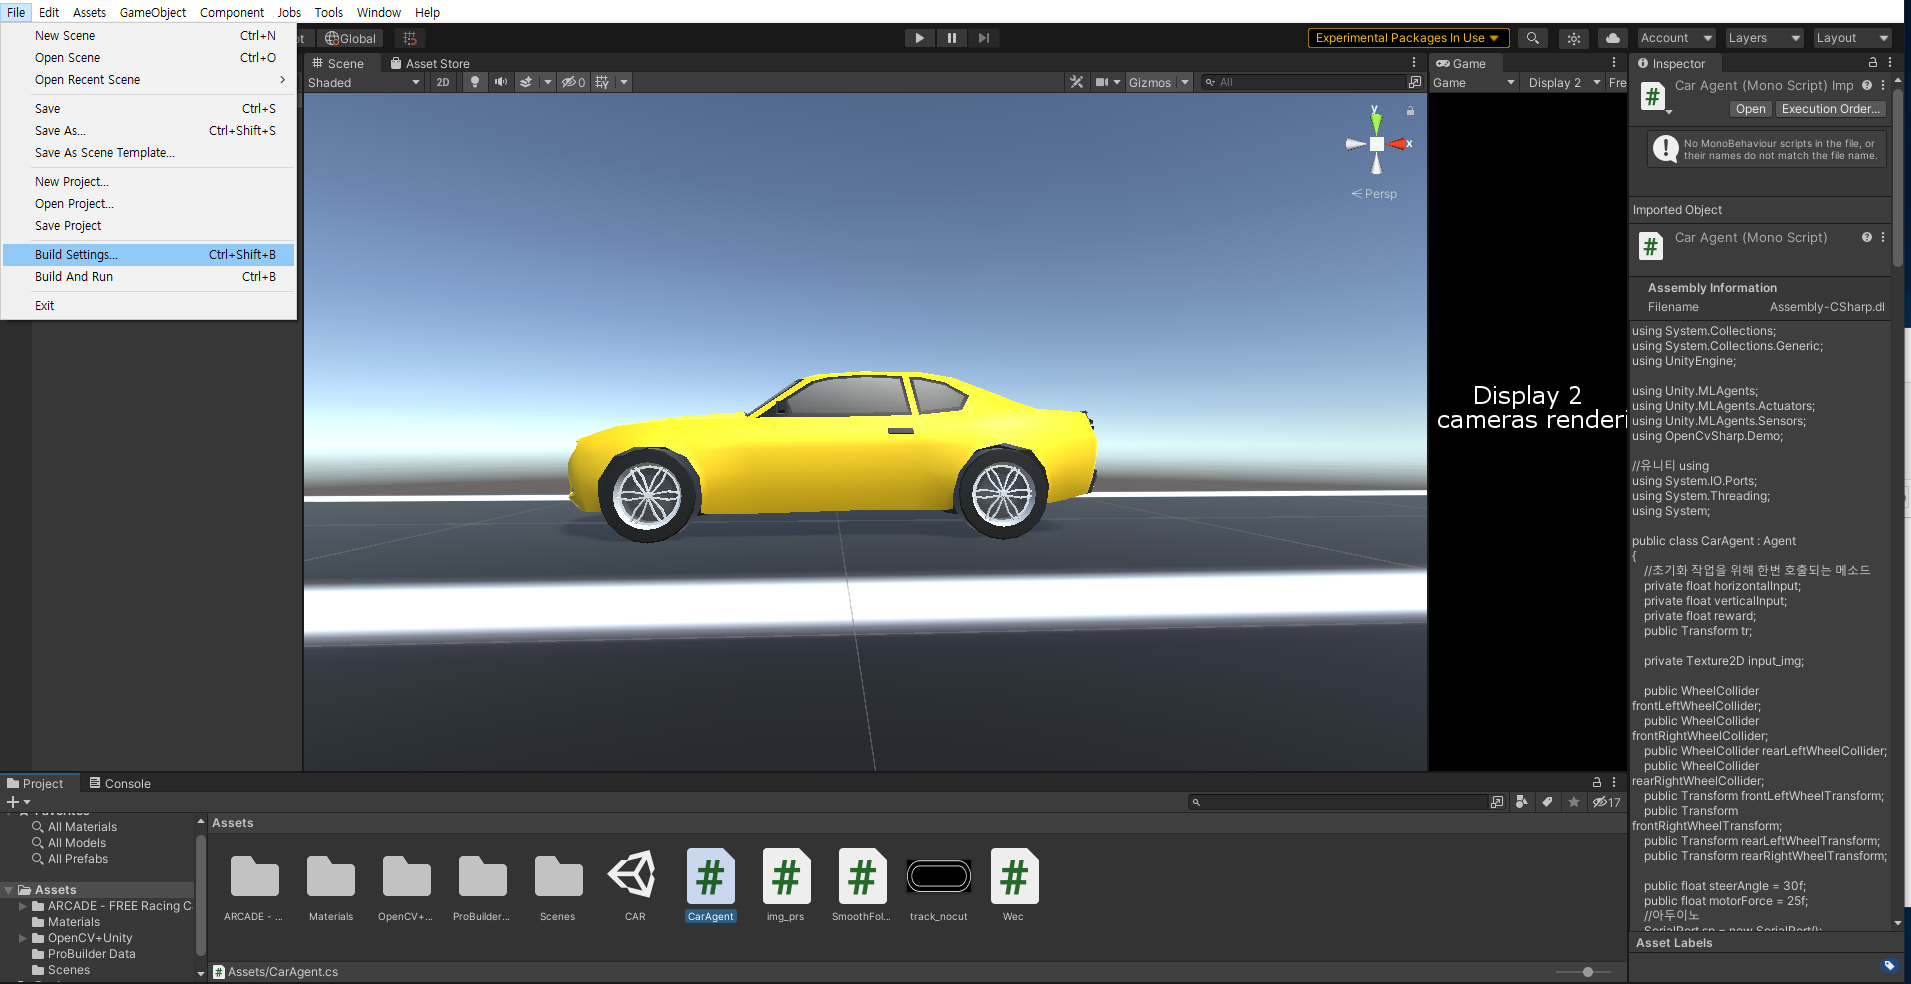 File Edit Assets GameObject Component Jobs Tools Window Help
New Scene Ctrl+N
Open Scene Ctrl+O
Open Recent Scene
Save Ctrl+S
Save As... Ctrl+Shift+S
Save As Scene Template...
New Project...
Open Project...
Save Project
Build Settings... Ctrl+Shift+B
Build And Run Ctrl+B
Exit
Global
Experimental Packages In Use
Account
Layers
Layout
Scene Asset Store
Shaded 2D 0 Gizmos All
y
x
Persp
Game
Game Display 2 Fre
Display 2
cameras renderi
Inspector
Car Agent (Mono Script) Imp
Open Execution Order...
No MonoBehaviour scripts in the file, or
their names do not match the file name.
Imported Object
Car Agent (Mono Script)
Assembly Information
Filename Assembly-CSharp.dl
using System.Collections;
using System.Collections.Generic;
using UnityEngine;
using Unity.MLAgents;
using Unity.MLAgents.Actuators;
using Unity.MLAgents.Sensors;
using OpenCvSharp.Demo;
//유니티 using
using System.IO.Ports;
using System.Threading;
using System;
public class CarAgent : Agent
{
//초기화 작업을 위해 한번 호출되는 메소드
private float horizontalInput;
private float verticalInput;
private float reward;
public Transform tr;
private Texture2D input_img;
public WheelCollider
frontLeftWheelCollider;
public WheelCollider
frontRightWheelCollider;
public WheelCollider rearLeftWheelCollider;
public WheelCollider
rearRightWheelCollider;
public Transform frontLeftWheelTransform;
public Transform
frontRightWheelTransform;
public Transform rearLeftWheelTransform;
public Transform rearRightWheelTransform;
public float steerAngle = 30f;
public float motorForce = 25f;
//아두이노
SerialPort sp = new SerialPort();
Asset Labels
Project Console
17
Favorites
All Materials
All Models
All Prefabs
Assets
ARCADE - FREE Racing C
Materials
OpenCV+Unity
ProBuilder Data
Scenes
Assets
ARCADE - ... Materials OpenCV+... ProBuilder... Scenes CAR CarAgent img_prs SmoothFol... track_nocut Wec
Assets/CarAgent.cs